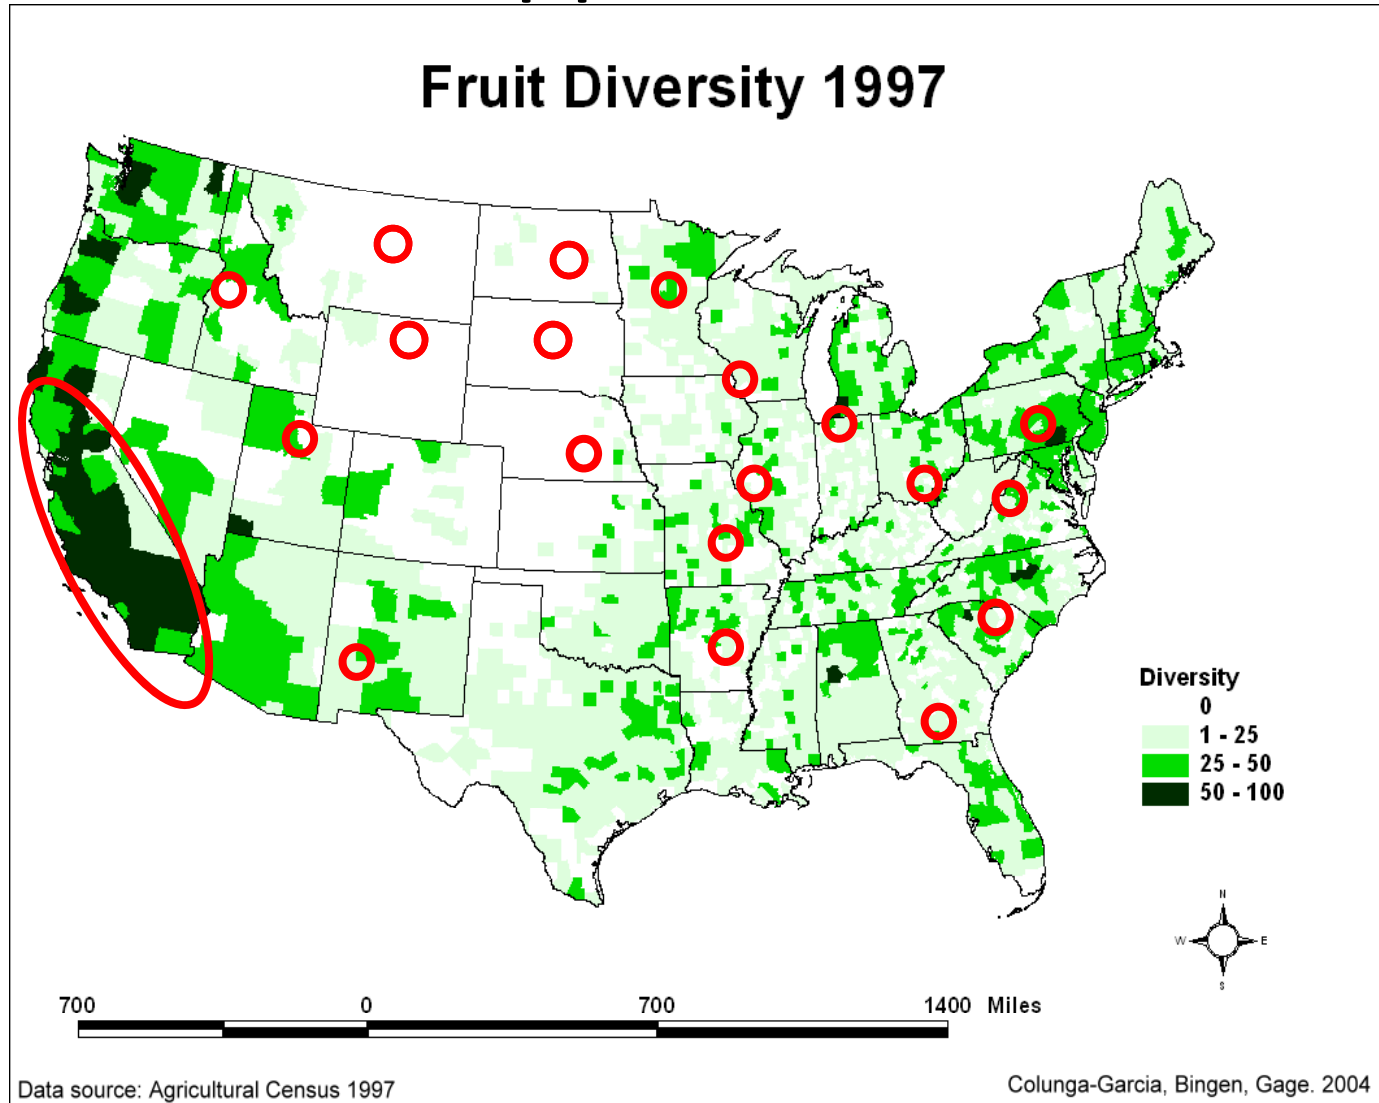 Fruit Diversity 1997
Diversity
0
1 - 25
25 - 50
50 - 100
N
W E
S
700 0 700 1400 Miles
Data source: Agricultural Census 1997
Colunga-Garcia, Bingen, Gage. 2004